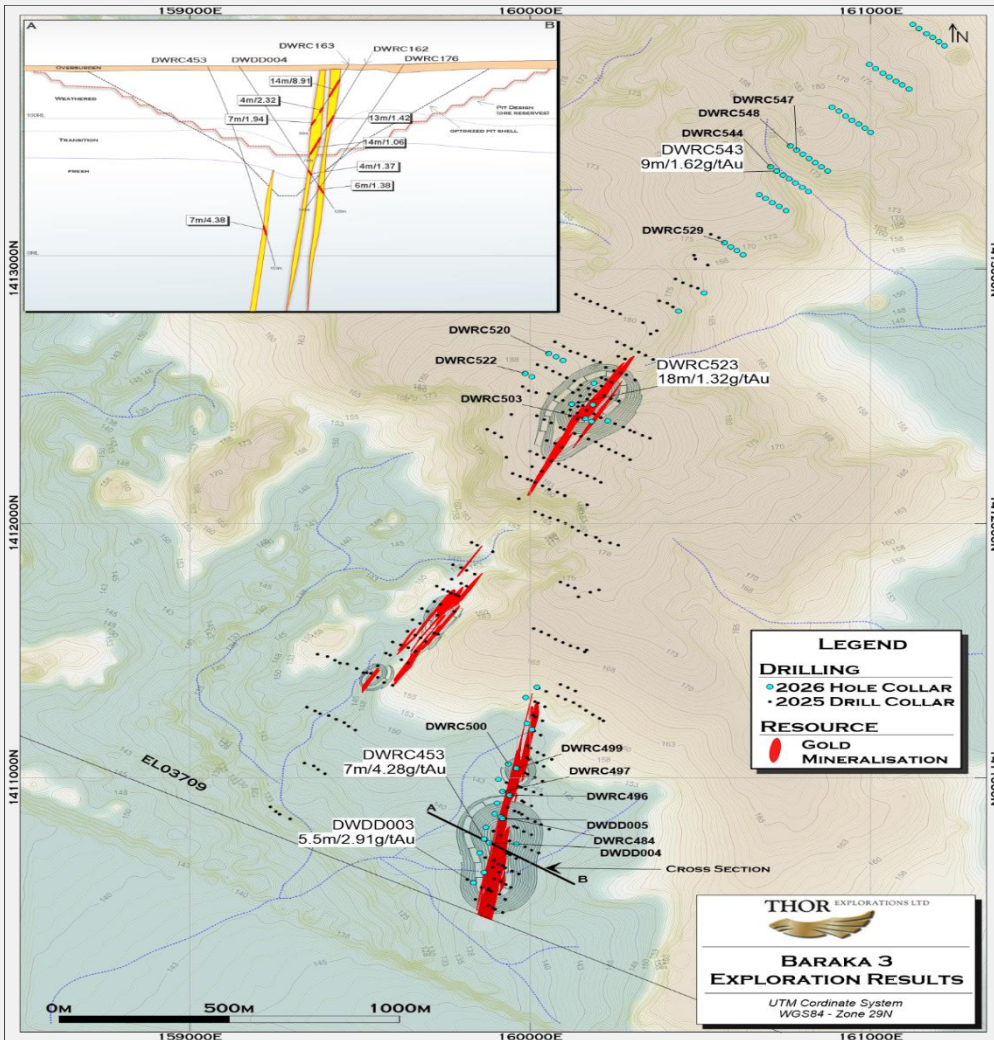 159000E
160000E
161000E
N
A
B
DWRC163
DWRC162
DWRC453
DWDD004
DWRC176
OVERBURDEN
WEATHERED
TRANSITION
FRESH
100RL
0RL
14m/8.91
4m/2.32
7m/1.94
13m/1.42
14m/1.06
4m/1.37
6m/1.38
7m/4.38
PIT DESIGN
(ORE RESERVES)
OPTIMIZED PIT SHELL
DWRC547
DWRC548
DWRC544
DWRC543
9m/1.62g/tAu
DWRC529
1413000N
1413000N
DWRC520
DWRC522
DWRC523
18m/1.32g/tAu
DWRC503
1412000N
1412000N
LEGEND
DRILLING
2026 HOLE COLLAR
2025 DRILL COLLAR
RESOURCE
GOLD
MINERALISATION
DWRC500
DWRC499
DWRC453
7m/4.28g/tAu
DWRC497
1411000N
1411000N
EL03709
DWRC496
DWDD003
5.5m/2.91g/tAu
DWDD005
DWRC484
DWDD004
A
B
CROSS SECTION
THOR EXPLORATIONS LTD
BARAKA 3
EXPLORATION RESULTS
UTM Cordinate System
WGS84 - Zone 29N
0M
500M
1000M
159000E
160000E
161000E